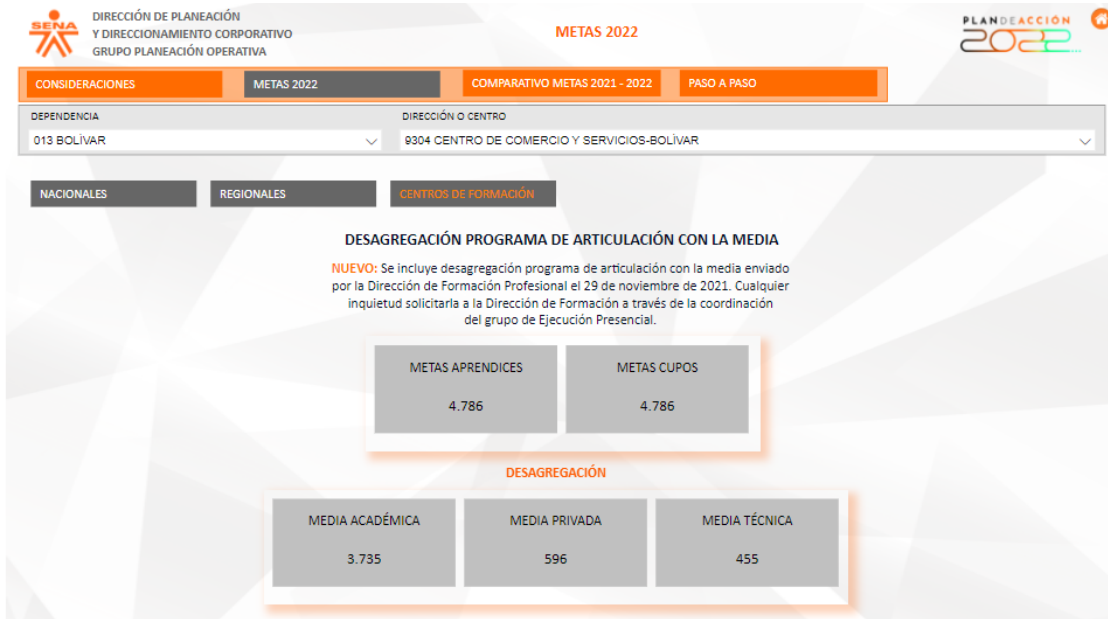 SENA
DIRECCIÓN DE PLANEACIÓN
Y DIRECCIONAMIENTO CORPORATIVO
GRUPO PLANEACIÓN OPERATIVA
METAS 2022
PLANDEACCIÓN
2022
CONSIDERACIONES
METAS 2022
COMPARATIVO METAS 2021 - 2022
PASO A PASO
DEPENDENCIA
DIRECCIÓN O CENTRO
013 BOLÍVAR
9304 CENTRO DE COMERCIO Y SERVICIOS-BOLÍVAR
NACIONALES
REGIONALES
CENTROS DE FORMACIÓN
DESAGREGACIÓN PROGRAMA DE ARTICULACIÓN CON LA MEDIA
NUEVO: Se incluye desagregación programa de articulación con la media enviado
por la Dirección de Formación Profesional el 29 de noviembre de 2021. Cualquier
inquietud solicitarla a la Dirección de Formación a través de la coordinación
del grupo de Ejecución Presencial.
METAS APRENDICES
METAS CUPOS
4.786
4.786
DESAGREGACIÓN
MEDIA ACADÉMICA
MEDIA PRIVADA
MEDIA TÉCNICA
3.735
596
455